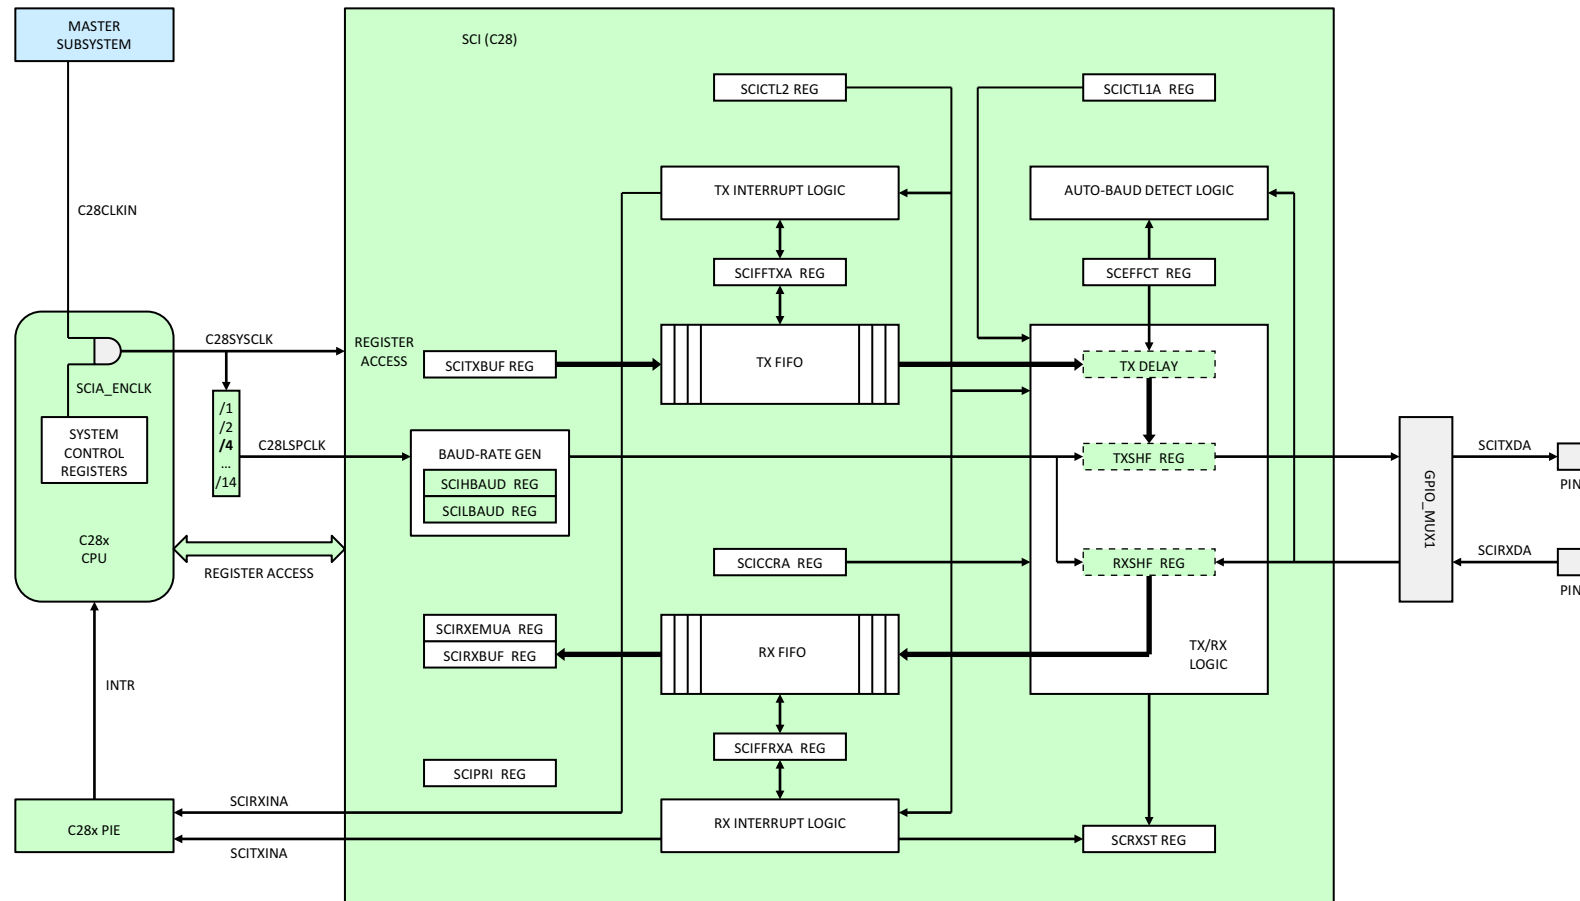 MASTER
SUBSYSTEM
SCI (C28)
SCICTL2 REG
SCICTL1A REG
TX INTERRUPT LOGIC
AUTO-BAUD DETECT LOGIC
C28CLKIN
SCIFFTXA REG
SCEFFCT REG
C28SYSCLK
REGISTER
ACCESS
SCITXBUF REG
TX FIFO
TX DELAY
SCIA_ENCLK
/1
/2
/4
...
/14
SYSTEM
CONTROL
REGISTERS
C28LSPCLK
BAUD-RATE GEN
SCIHBAUD REG
SCILBAUD REG
TXSHF REG
GPIO_MUX1
SCITXDA
PIN
C28x
CPU
REGISTER ACCESS
SCICCRA REG
RXSHF REG
SCIRXDA
PIN
SCIRXEMUA REG
SCIRXBUF REG
RX FIFO
TX/RX
LOGIC
INTR
SCIFFRXA REG
SCIPRI REG
SCIRXINA
C28x PIE
RX INTERRUPT LOGIC
SCRXST REG
SCITXINA